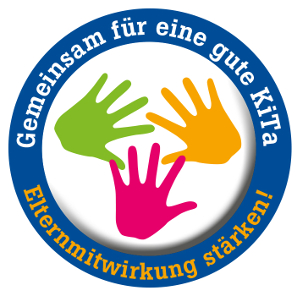 Gemeinsam für eine gute KiTa
Elternmitwirkung stärken!